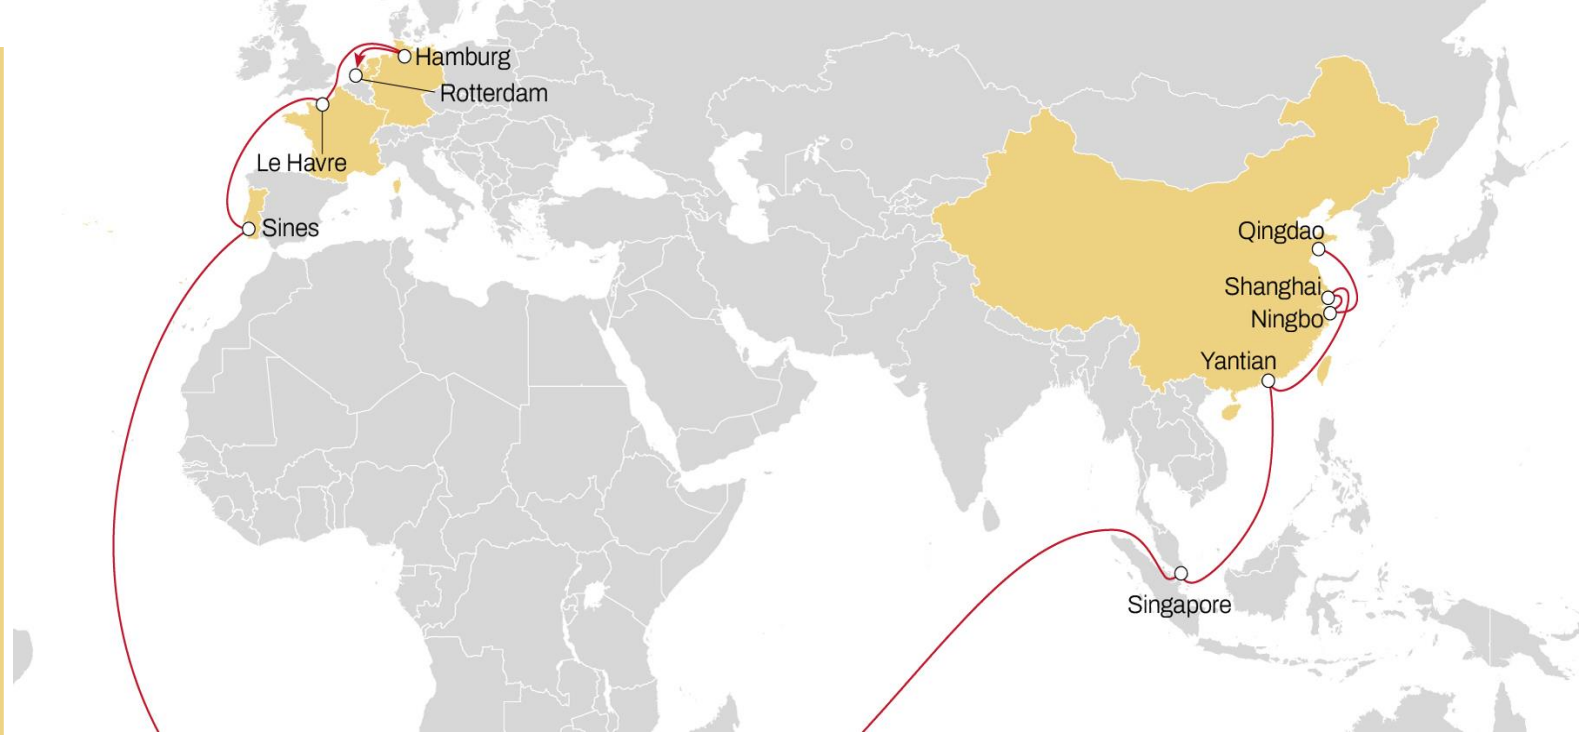 Hamburg
Rotterdam
Le Havre
Sines
Qingdao
Shanghai
Ningbo
Yantian
Singapore